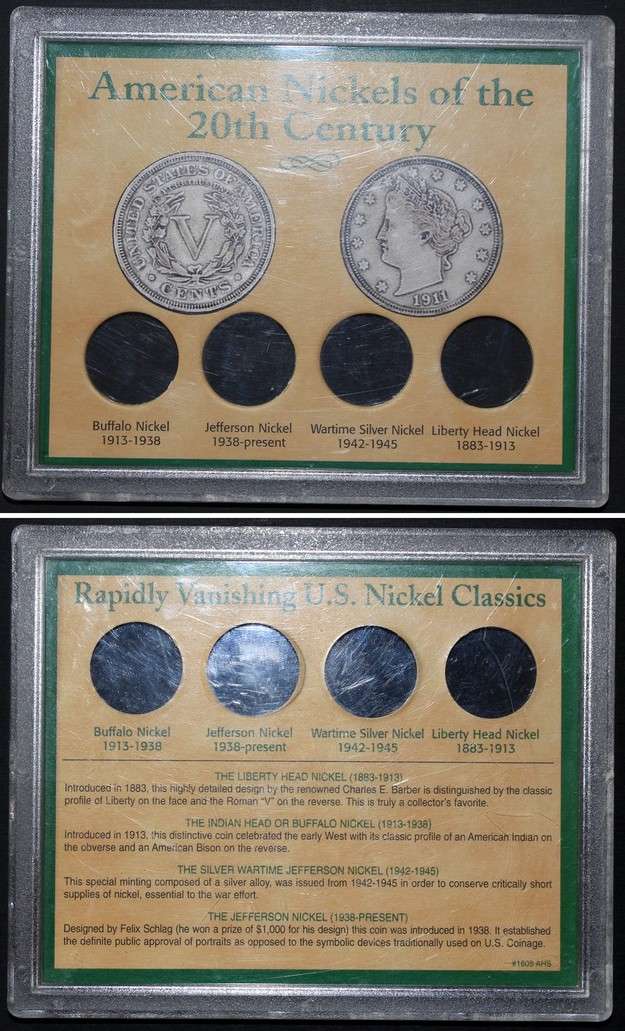 American Nickels of the
20th Century
UNITED STATES OF AMERICA
V
CENTS
1911
Buffalo Nickel Jefferson Nickel Wartime Silver Nickel Liberty Head Nickel
1913-1938 1938-present 1942-1945 1883-1913
Rapidly Vanishing U.S. Nickel Classics
Buffalo Nickel Jefferson Nickel Wartime Silver Nickel Liberty Head Nickel
1913-1938 1938-present 1942-1945 1883-1913
THE LIBERTY HEAD NICKEL (1883-1913)
Introduced in 1883, this highly detailed design by the renowned Charles E. Barber is distinguished by the classic
profile of Liberty on the face and the Roman "V" on the reverse. This is truly a collector's favorite.
THE INDIAN HEAD OR BUFFALO NICKEL (1913-1938)
Introduced in 1913, this distinctive coin celebrated the early West with its classic profile of an American Indian on
the obverse and an American Bison on the reverse.
THE SILVER WARTIME JEFFERSON NICKEL (1942-1945)
This special minting composed of a silver alloy, was issued from 1942-1945 in order to conserve critically short
supplies of nickel, essential to the war effort.
THE JEFFERSON NICKEL (1938-PRESENT)
Designed by Felix Schlag (he won a prize of $1,000 for his design) this coin was introduced in 1938. It established
the definite public approval of portraits as opposed to the symbolic devices traditionally used on U.S. Coinage.
#1608-AHS